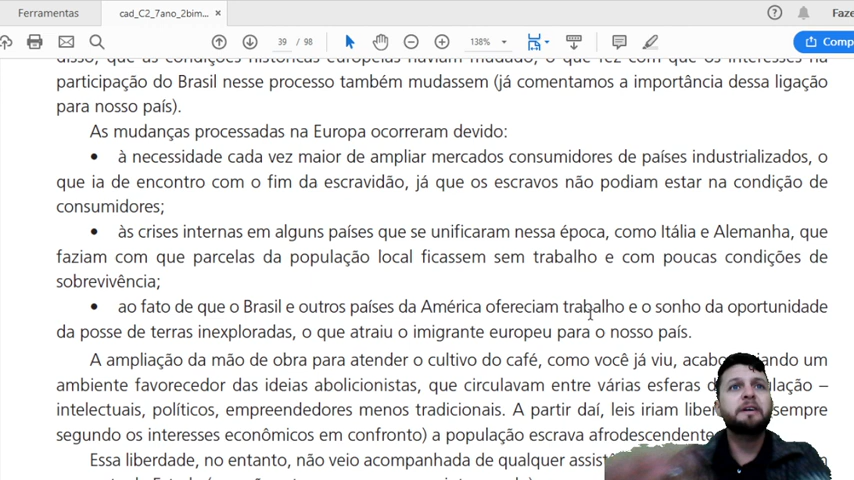 Ferramentas
cad_C2_7ano_2bim...
×
?
Faze
39 / 98
138%
Comp
disso, que as condições históricas europeias haviam mudado, o que fez com que os interesses na
participação do Brasil nesse processo também mudassem (já comentamos a importância dessa ligação
para nosso país).
As mudanças processadas na Europa ocorreram devido:
• à necessidade cada vez maior de ampliar mercados consumidores de países industrializados, o
que ia de encontro com o fim da escravidão, já que os escravos não podiam estar na condição de
consumidores;
• às crises internas em alguns países que se unificaram nessa época, como Itália e Alemanha, que
faziam com que parcelas da população local ficassem sem trabalho e com poucas condições de
sobrevivência;
• ao fato de que o Brasil e outros países da América ofereciam trabalho e o sonho da oportunidade
da posse de terras inexploradas, o que atraiu o imigrante europeu para o nosso país.
A ampliação da mão de obra para atender o cultivo do café, como você já viu, um
ambiente favorecedor das ideias abolicionistas, que circulavam entre várias esferas –
intelectuais, políticos, empreendedores menos tradicionais. A partir daí, leis iriam sempre
segundo os interesses econômicos em confronto) a população escrava afrodescendente
Essa liberdade, no entanto, não veio acompanhada de qualquer